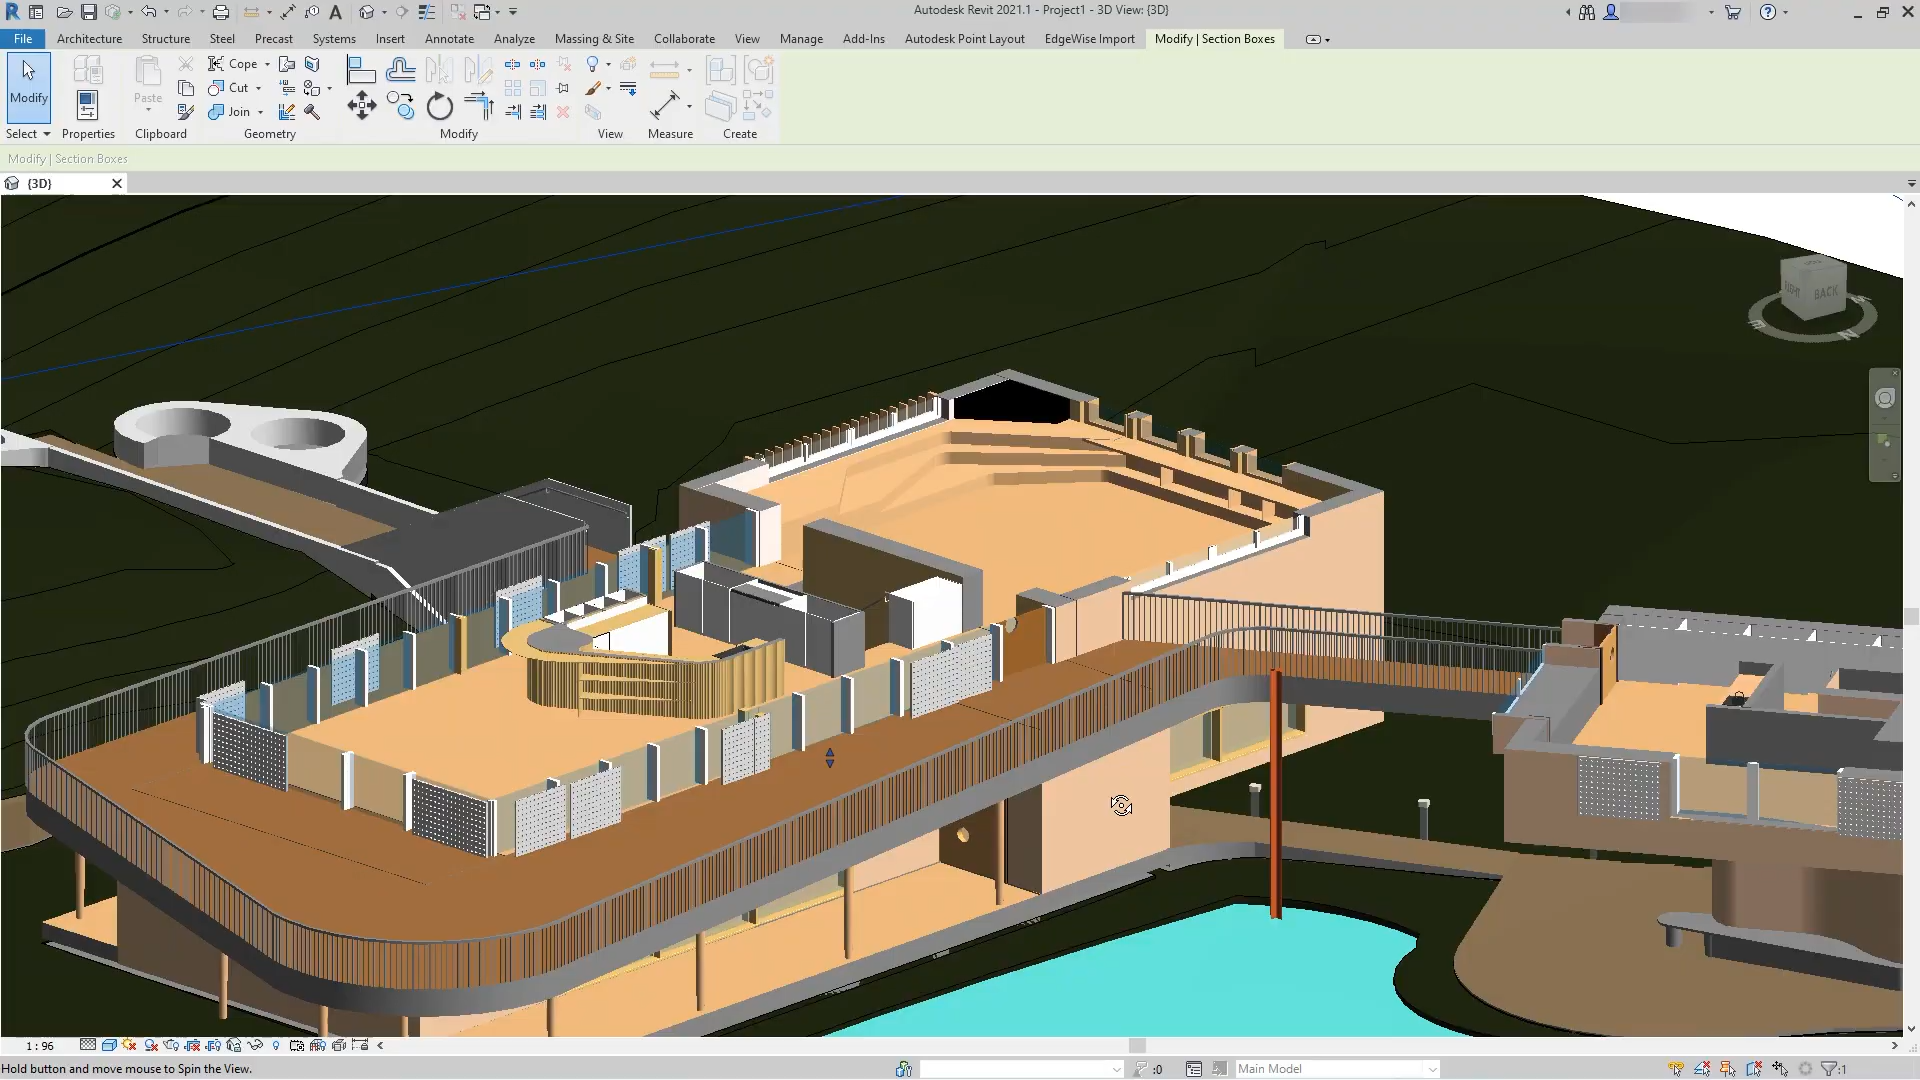 Autodesk Revit 2021.1 - Project1 - 3D View: {3D}
File Architecture Structure Steel Precast Systems Insert Annotate Analyze Massing & Site Collaborate View Manage Add-Ins Autodesk Point Layout EdgeWise Import Modify | Section Boxes
Cope
Modify Paste Cut
Join
Select Properties Clipboard Geometry Modify View Measure Create
Modify | Section Boxes
{3D}
BACK
E N
1 : 96
Hold button and move mouse to Spin the View. :0 Main Model :1